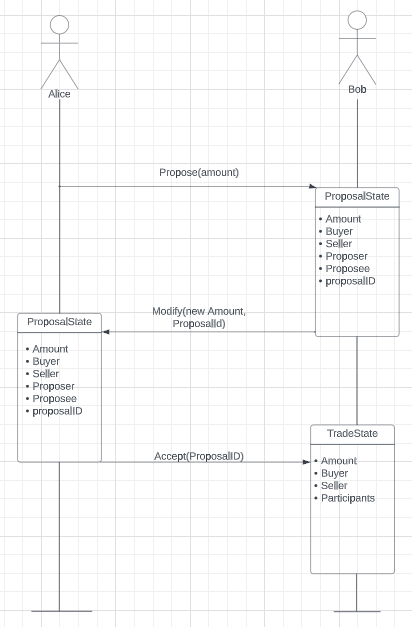 Alice
Bob
Propose(amount)
ProposalState
• Amount
• Buyer
• Seller
• Proposer
• Proposee
• proposalID
Modify(new Amount,
ProposalId)
ProposalState
• Amount
• Buyer
• Seller
• Proposer
• Proposee
• proposalID
TradeState
Accept(ProposalID)
• Amount
• Buyer
• Seller
• Participants